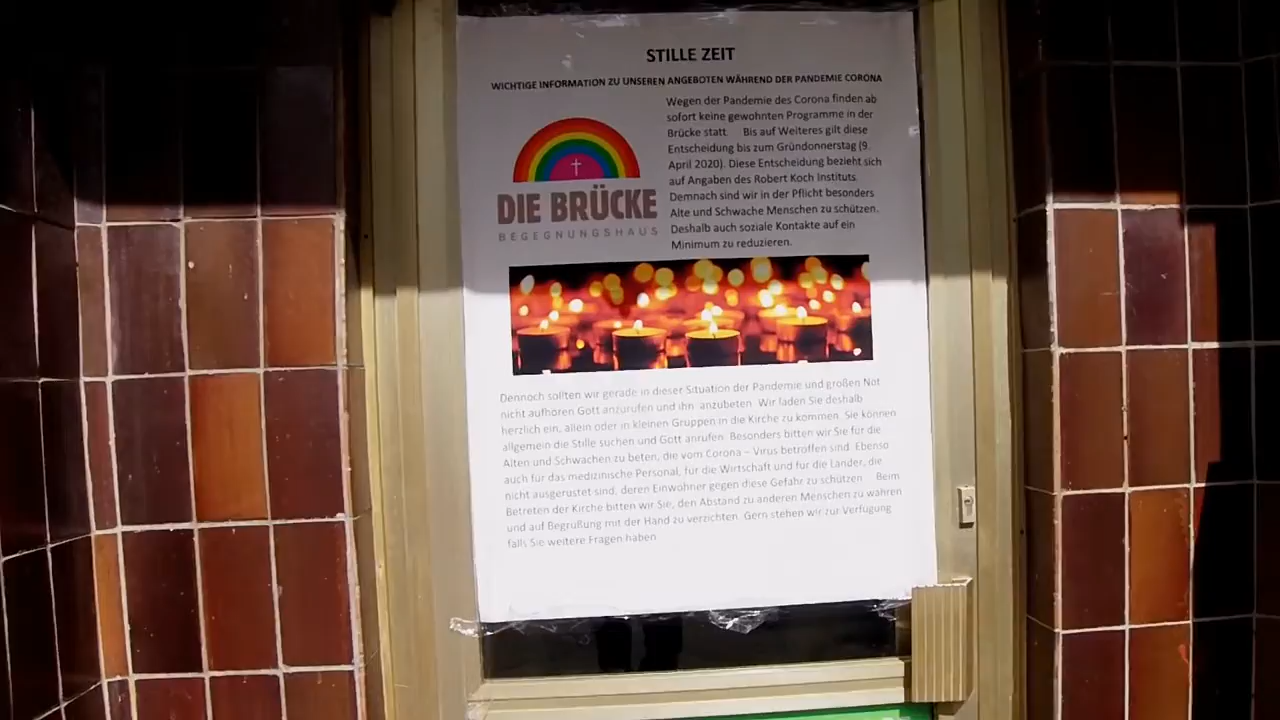 STILLE ZEIT
WICHTIGE INFORMATION ZU UNSEREN ANGEBOTEN WÄHREND DER PANDEMIE CORONA
Wegen der Pandemie des Corona finden ab
sofort keine gewohnten Programme in der
Brücke statt. Bis auf Weiteres gilt diese
Entscheidung bis zum Gründonnerstag (9.
April 2020). Diese Entscheidung bezieht sich
auf Angaben des Robert Koch Instituts.
Demnach sind wir in der Pflicht besonders
Alte und Schwache Menschen zu schützen.
Deshalb auch soziale Kontakte auf ein
Minimum zu reduzieren.
DIE BRÜCKE
BEGEGNUNGSHAUS
Dennoch sollten wir gerade in dieser Situation der Pandemie und großen Not
nicht aufhören Gott anzurufen und ihn anzubeten. Wir laden Sie deshalb
herzlich ein, allein oder in kleinen Gruppen in die Kirche zu kommen. Sie können
allgemein die Stille suchen und Gott anrufen. Besonders bitten wir Sie für die
Alten und Schwachen zu beten, die vom Corona – Virus betroffen sind. Ebenso
auch für das medizinische Personal, für die Wirtschaft und für die Länder, die
nicht ausgerüstet sind, deren Einwohner gegen diese Gefahr zu schützen. Beim
Betreten der Kirche bitten wir Sie, den Abstand zu anderen Menschen zu wahren
und auf Begrüßung mit der Hand zu verzichten. Gern stehen wir zur Verfügung
falls Sie weitere Fragen haben